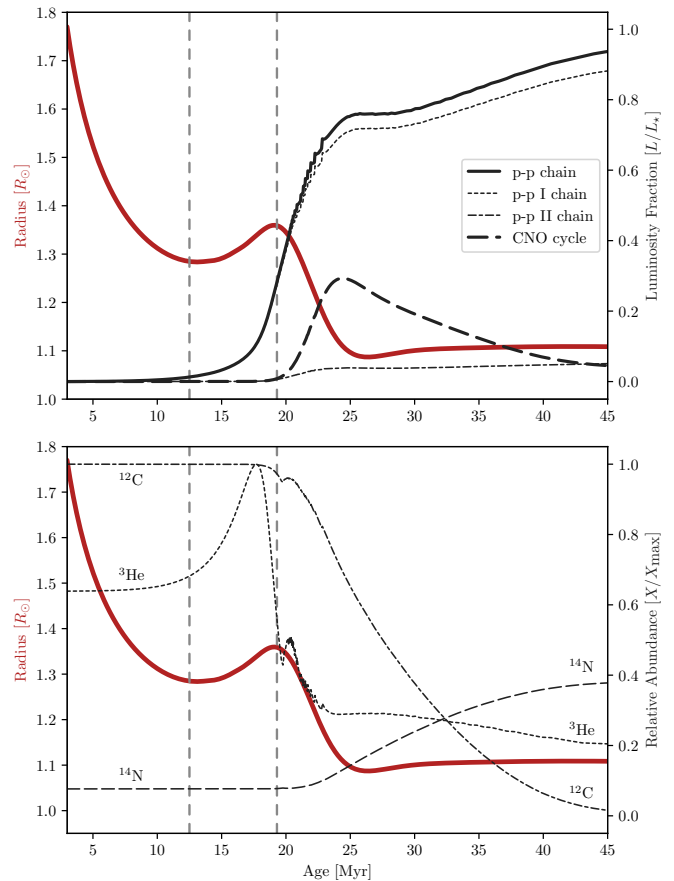 1.8
1.7
1.6
1.5
1.4
1.3
1.2
1.1
1.0
Radius [R⊙]
1.0
0.8
0.6
0.4
0.2
0.0
Luminosity Fraction [L/L⋆]
p-p chain
p-p I chain
p-p II chain
CNO cycle
5 10 15 20 25 30 35 40 45
1.8
1.7
1.6
1.5
1.4
1.3
1.2
1.1
1.0
Radius [R⊙]
1.0
0.8
0.6
0.4
0.2
0.0
Relative Abundance [X/Xmax]
¹²C
³He
¹⁴N
¹⁴N
³He
¹²C
5 10 15 20 25 30 35 40 45
Age [Myr]